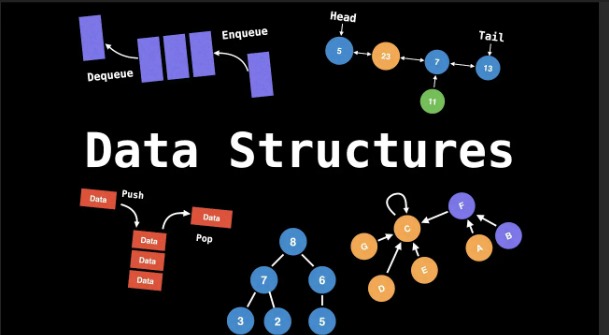 Enqueue
Dequeue
Head
Tail
5
23
7
13
11
Data Structures
Data
Push
Data
Pop
Data
Data
Data
8
7
6
3
2
5
G
C
F
B
A
E
D